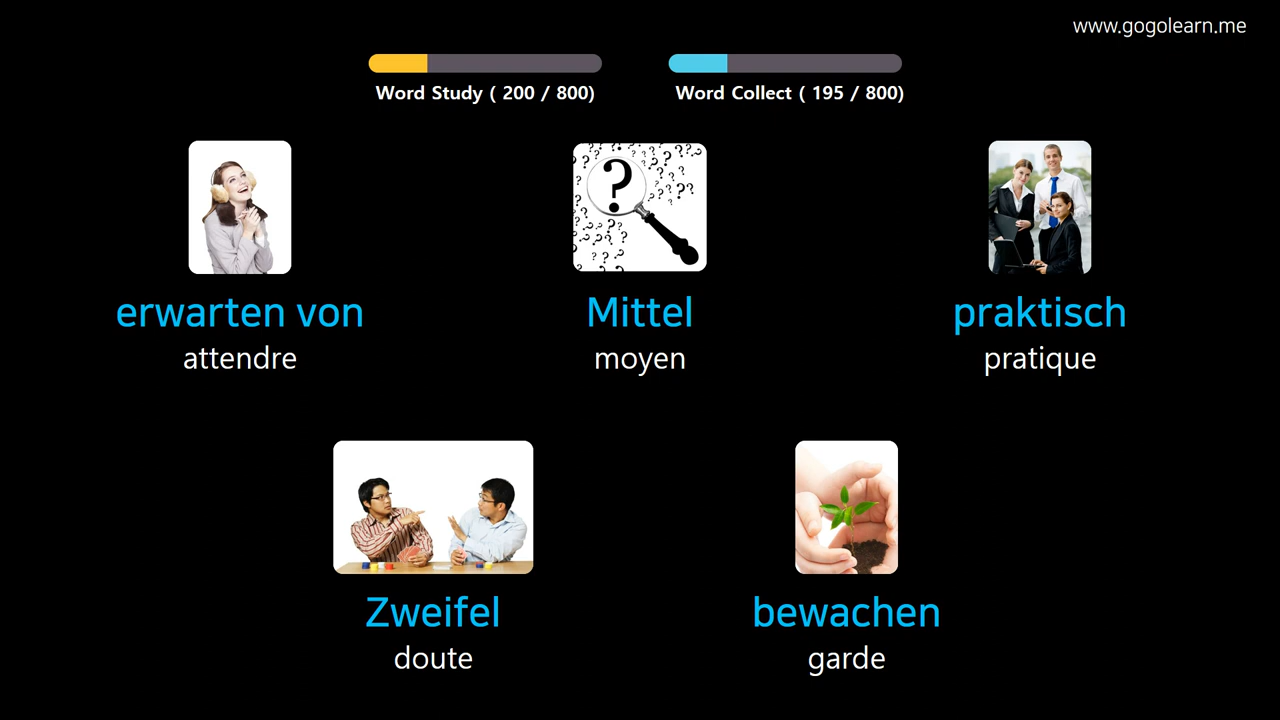 www.gogolearn.me
Word Study ( 200 / 800)
Word Collect ( 195 / 800)
erwarten von
attendre
Mittel
moyen
praktisch
pratique
Zweifel
doute
bewachen
garde